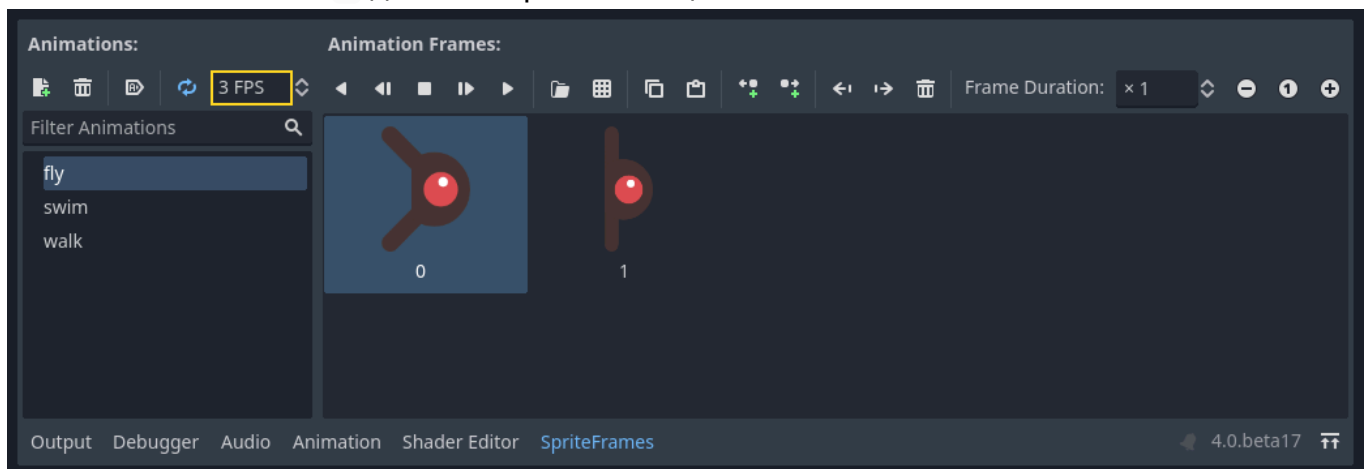 Animations:
Animation Frames:
3 FPS
Frame Duration:
× 1
Filter Animations
fly
swim
walk
0
1
Output Debugger Audio Animation Shader Editor SpriteFrames
4.0.beta17